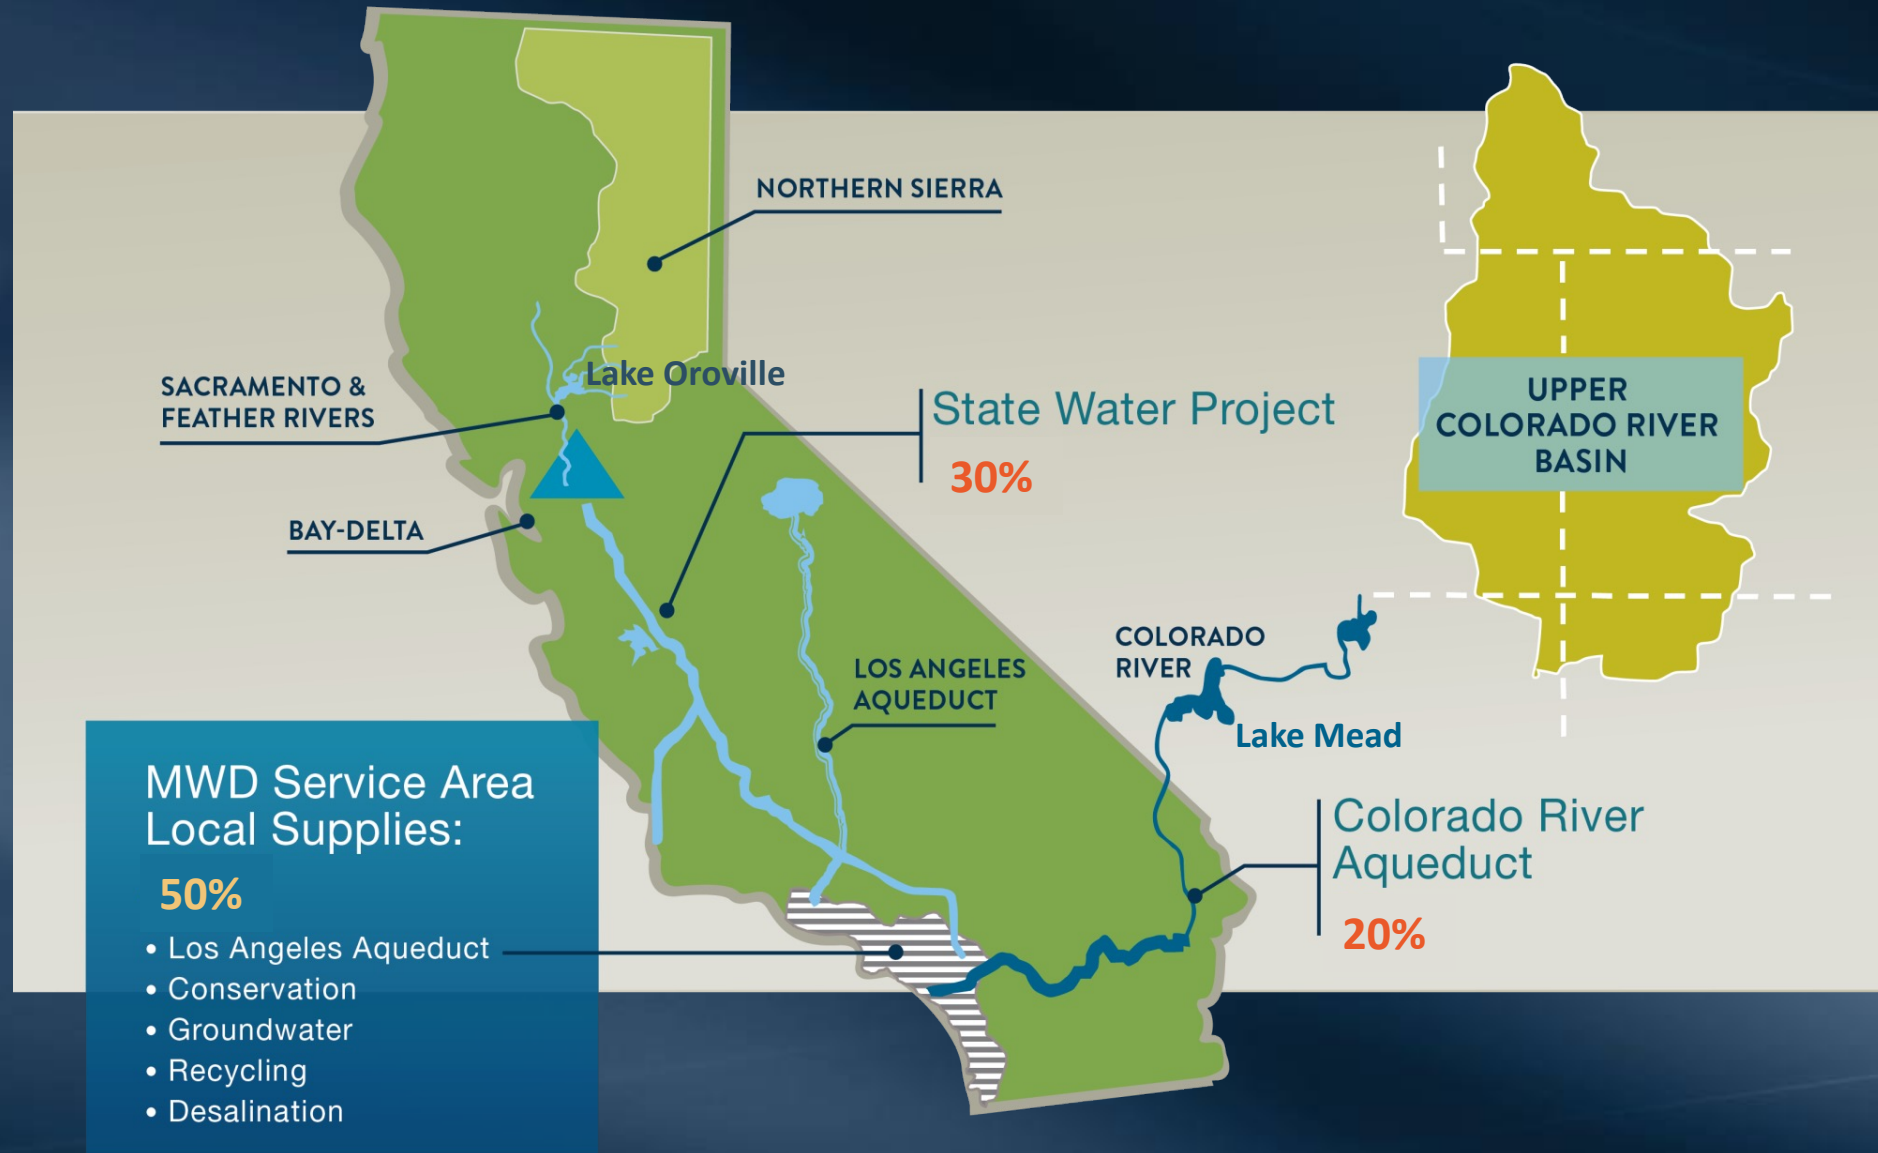 NORTHERN SIERRA
Lake Oroville
SACRAMENTO &
FEATHER RIVERS
BAY-DELTA
State Water Project
30%
UPPER
COLORADO RIVER
BASIN
LOS ANGELES
AQUEDUCT
COLORADO
RIVER
Lake Mead
Colorado River
Aqueduct
20%
MWD Service Area
Local Supplies:
50%
• Los Angeles Aqueduct
• Conservation
• Groundwater
• Recycling
• Desalination